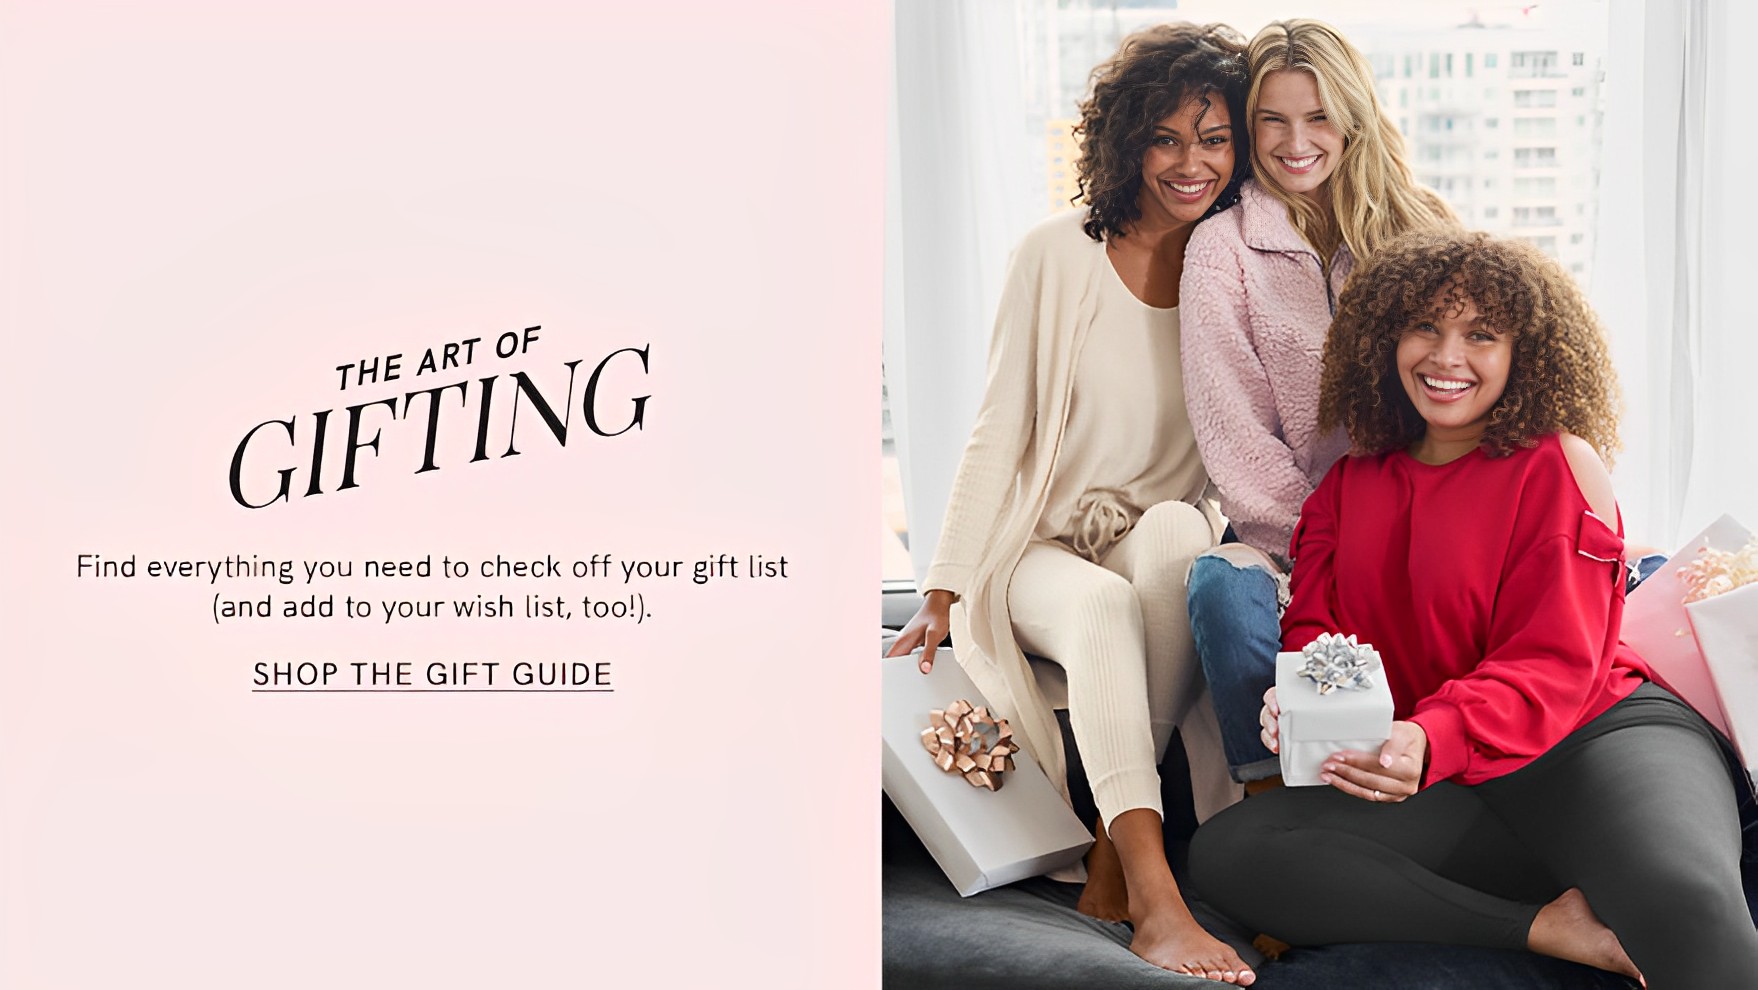 THE ART OF
GIFTING
Find everything you need to check off your gift list
(and add to your wish list, too!).
SHOP THE GIFT GUIDE